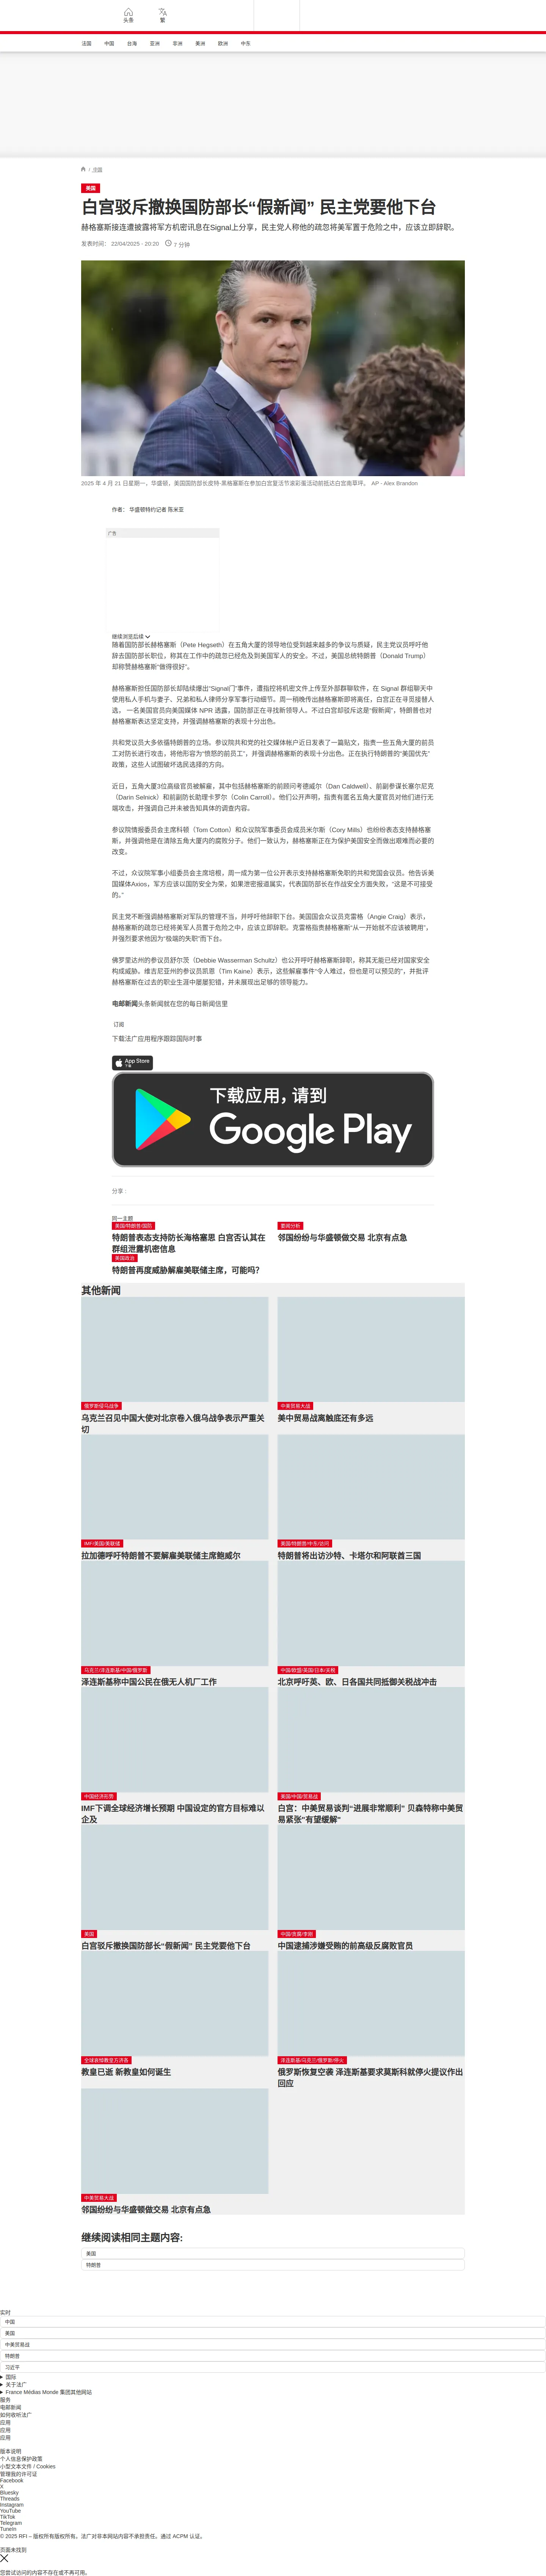 头条
繁
法国
中国
台海
亚洲
非洲
美洲
欧洲
中东
/ 美国
美国
白宫驳斥撤换国防部长“假新闻” 民主党要他下台
赫格塞斯接连遭披露将军方机密讯息在Signal上分享，民主党人称他的疏忽将美军置于危险之中，应该立即辞职。
发表时间： 22/04/2025 - 20:20
7 分钟
2025 年 4 月 21 日星期一，华盛顿，美国国防部长皮特-黑格塞斯在参加白宫复活节滚彩蛋活动前抵达白宫南草坪。 AP - Alex Brandon
作者： 华盛顿特约记者 陈米亚
广告
继续浏览后续
随着国防部长赫格塞斯（Pete Hegseth）在五角大厦的领导地位受到越来越多的争议与质疑，民主党议员呼吁他
辞去国防部长职位，称其在工作中的疏忽已经危及到美国军人的安全。不过，美国总统特朗普（Donald Trump）
却称赞赫格塞斯“做得很好”。
赫格塞斯担任国防部长却陆续爆出“Signal门”事件，遭指控将机密文件上传至外部群聊软件，在 Signal 群组聊天中
使用私人手机与妻子、兄弟和私人律师分享军事行动细节。周一稍晚传出赫格塞斯即将离任，白宫正在寻觅接替人
选， 一名美国官员向美国媒体 NPR 透露，国防部正在寻找新领导人。不过白宫却驳斥这是“假新闻”，特朗普也对
赫格塞斯表达坚定支持，并强调赫格塞斯的表现十分出色。
共和党议员大多依循特朗普的立场。参议院共和党的社交媒体帐户近日发表了一篇贴文，指责一些五角大厦的前员
工对防长进行攻击，将他形容为“愤怒的前员工”，并强调赫格塞斯的表现十分出色。正在执行特朗普的“美国优先”
政策，这些人试图破坏选民选择的方向。
近日，五角大厦3位高级官员被解雇，其中包括赫格塞斯的前顾问考德威尔（Dan Caldwell）、前副参谋长塞尔尼克
（Darin Selnick）和前副防长助理卡罗尔（Colin Carroll）。他们公开声明，指责有匿名五角大厦官员对他们进行无
端攻击，并强调自己并未被告知具体的调查内容。
参议院情报委员会主席科顿（Tom Cotton）和众议院军事委员会成员米尔斯（Cory Mills）也纷纷表态支持赫格塞
斯，并强调他是在清除五角大厦内的腐败分子。他们一致认为，赫格塞斯正在为保护美国安全而做出艰难而必要的
改变。
不过，众议院军事小组委员会主席培根，周一成为第一位公开表示支持赫格塞斯免职的共和党国会议员。他告诉美
国媒体Axios，军方应该以国防安全为荣，如果泄密报道属实，代表国防部长在作战安全方面失败，“这是不可接受
的。”
民主党不断强调赫格塞斯对军队的管理不当，并呼吁他辞职下台。美国国会众议员克雷格（Angie Craig）表示，
赫格塞斯的疏忽已经将美军人员置于危险之中，应该立即辞职。克雷格指责赫格塞斯“从一开始就不应该被聘用”，
并强烈要求他因为“极端的失职”而下台。
佛罗里达州的参议员舒尔茨（Debbie Wasserman Schultz）也公开呼吁赫格塞斯辞职，称其无能已经对国家安全
构成威胁。维吉尼亚州的参议员凯恩（Tim Kaine）表示，这些解雇事件“令人难过，但也是可以预见的”，并批评
赫格塞斯在过去的职业生涯中屡屡犯错，并未展现出足够的领导能力。
电邮新闻头条新闻就在您的每日新闻信里
订阅
下载法广应用程序跟踪国际时事
App Store
下载
下载应用，请到
Google Play
分享 :
同一主题
美国/特朗普/国防
特朗普表态支持防长海格塞思 白宫否认其在
群组泄露机密信息
要闻分析
邻国纷纷与华盛顿做交易 北京有点急
美国政治
特朗普再度威胁解雇美联储主席，可能吗？
其他新闻
俄罗斯侵乌战争
乌克兰召见中国大使对北京卷入俄乌战争表示严重关
切
中美贸易大战
美中贸易战离触底还有多远
IMF/美国/美联储
拉加德呼吁特朗普不要解雇美联储主席鲍威尔
美国/特朗普/中东/访问
特朗普将出访沙特、卡塔尔和阿联酋三国
乌克兰/泽连斯基/中国/俄罗斯
泽连斯基称中国公民在俄无人机厂工作
中国/欧盟/英国/日本/关税
北京呼吁英、欧、日各国共同抵御关税战冲击
中国经济形势
IMF下调全球经济增长预期 中国设定的官方目标难以
企及
美国/中国/贸易战
白宫：中美贸易谈判“进展非常顺利” 贝森特称中美贸
易紧张"有望缓解“
美国
白宫驳斥撤换国防部长“假新闻” 民主党要他下台
中国/贪腐/李刚
中国逮捕涉嫌受贿的前高级反腐败官员
全球哀悼教皇方济各
教皇已逝 新教皇如何诞生
泽连斯基/乌克兰/俄罗斯/停火
俄罗斯恢复空袭 泽连斯基要求莫斯科就停火提议作出
回应
中美贸易大战
邻国纷纷与华盛顿做交易 北京有点急
继续阅读相同主题内容:
美国
特朗普
实时
中国
美国
中美贸易战
特朗普
习近平
国际
关于法广
France Médias Monde 集团其他网站
服务
电邮新闻
如何收听法广
应用
应用
应用
版本说明
个人信息保护政策
小型文本文件 / Cookies
管理我的许可证
Facebook
X
Bluesky
Threads
Instagram
YouTube
TikTok
Telegram
TuneIn
© 2025 RFI – 版权所有版权所有。法广对非本网站内容不承担责任。通过 ACPM 认证。
页面未找到
您尝试访问的内容不存在或不再可用。